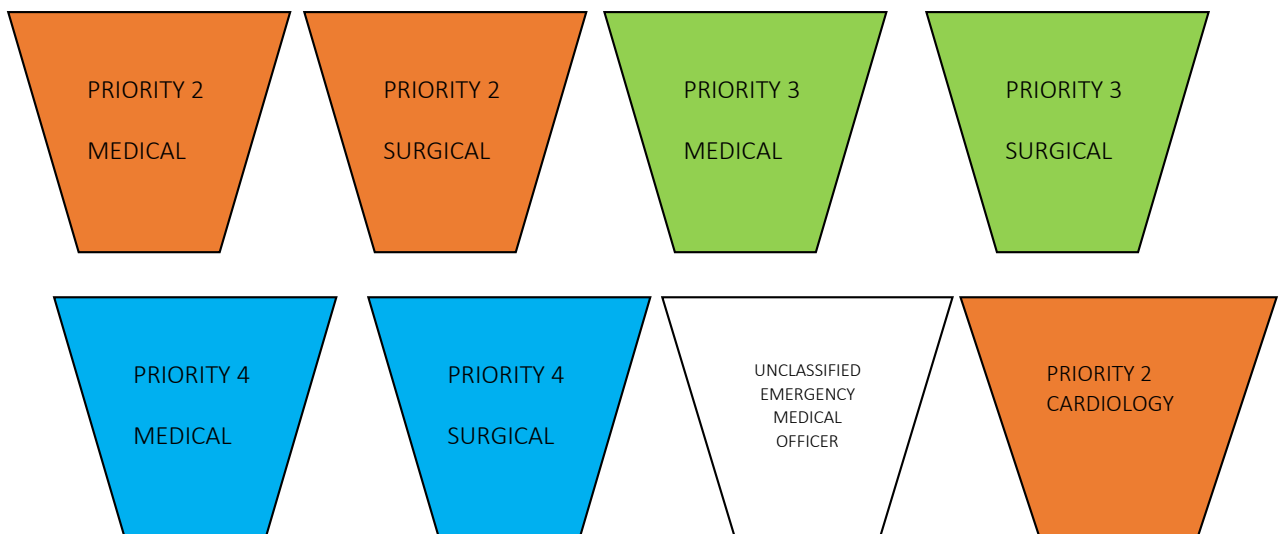 PRIORITY 2
MEDICAL
PRIORITY 2
SURGICAL
PRIORITY 3
MEDICAL
PRIORITY 3
SURGICAL
PRIORITY 4
MEDICAL
PRIORITY 4
SURGICAL
UNCLASSIFIED
EMERGENCY
MEDICAL
OFFICER
PRIORITY 2
CARDIOLOGY